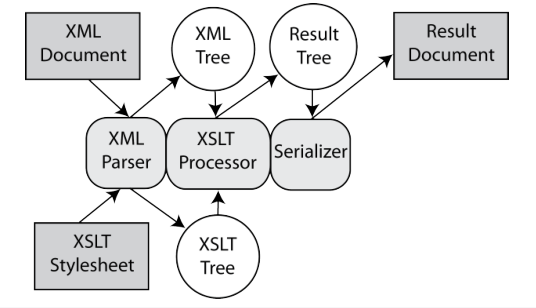 XML
Document
XML
Tree
Result
Tree
Result
Document
XML
Parser
XSLT
Processor
Serializer
XSLT
Stylesheet
XSLT
Tree